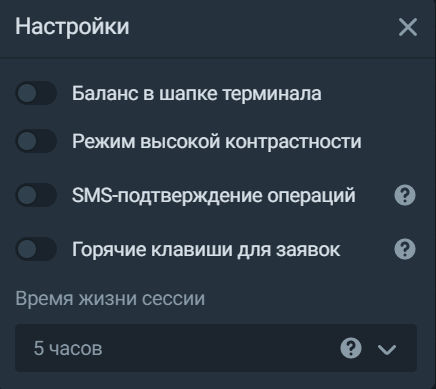 Настройки
Баланс в шапке терминала
Режим высокой контрастности
SMS-подтверждение операций
Горячие клавиши для заявок
Время жизни сессии
5 часов